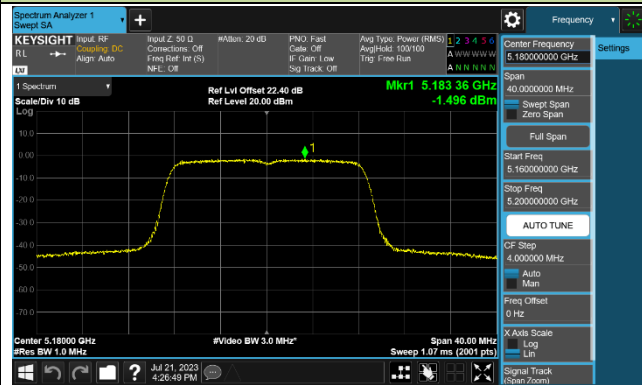 Spectrum Analyzer 1
Swept SA
+
Frequency
KEYSIGHT
RL
LXI
Input: RF
Coupling: DC
Align: Auto
Input Z: 50 Ω
Corrections: Off
Freq Ref: Int (S)
NFE: Off
#Atten: 20 dB
PNO: Fast
Gate: Off
IF Gain: Low
Sig Track: Off
Avg Type: Power (RMS)
Avg|Hold: 100/100
Trig: Free Run
1 2 3 4 5 6
A W W W W W
A N N N N N
1 Spectrum
Scale/Div 10 dB
Log
Ref Lvl Offset 22.40 dB
Ref Level 20.00 dBm
Mkr1 5.183 36 GHz
-1.496 dBm
1
10.0
0.00
-10.0
-20.0
-30.0
-40.0
-50.0
-60.0
-70.0
Center 5.18000 GHz
#Res BW 1.0 MHz
#Video BW 3.0 MHz*
Span 40.00 MHz
Sweep 1.07 ms (2001 pts)
Jul 21, 2023
4:26:49 PM
?
Center Frequency
5.180000000 GHz
Settings
Span
40.0000000 MHz
Swept Span
Zero Span
Full Span
Start Freq
5.160000000 GHz
Stop Freq
5.200000000 GHz
AUTO TUNE
CF Step
4.000000 MHz
Auto
Man
Freq Offset
0 Hz
X Axis Scale
Log
Lin
Signal Track
(Span Zoom)